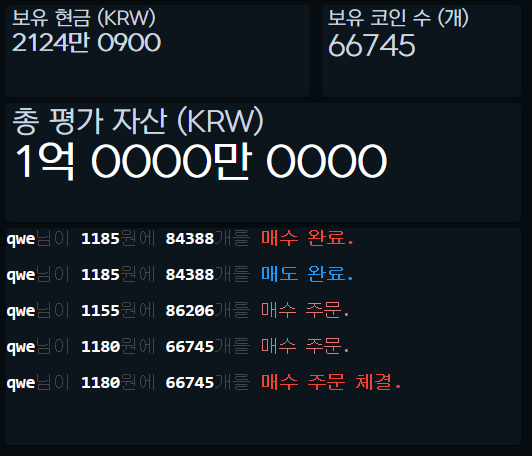 보유 현금 (KRW)
2124만 0900
보유 코인 수 (개)
66745
총 평가 자산 (KRW)
1억 0000만 0000
qwe님이 1185원에 84388개를 매수 완료.
qwe님이 1185원에 84388개를 매도 완료.
qwe님이 1155원에 86206개를 매수 주문.
qwe님이 1180원에 66745개를 매수 주문.
qwe님이 1180원에 66745개를 매수 주문 체결.